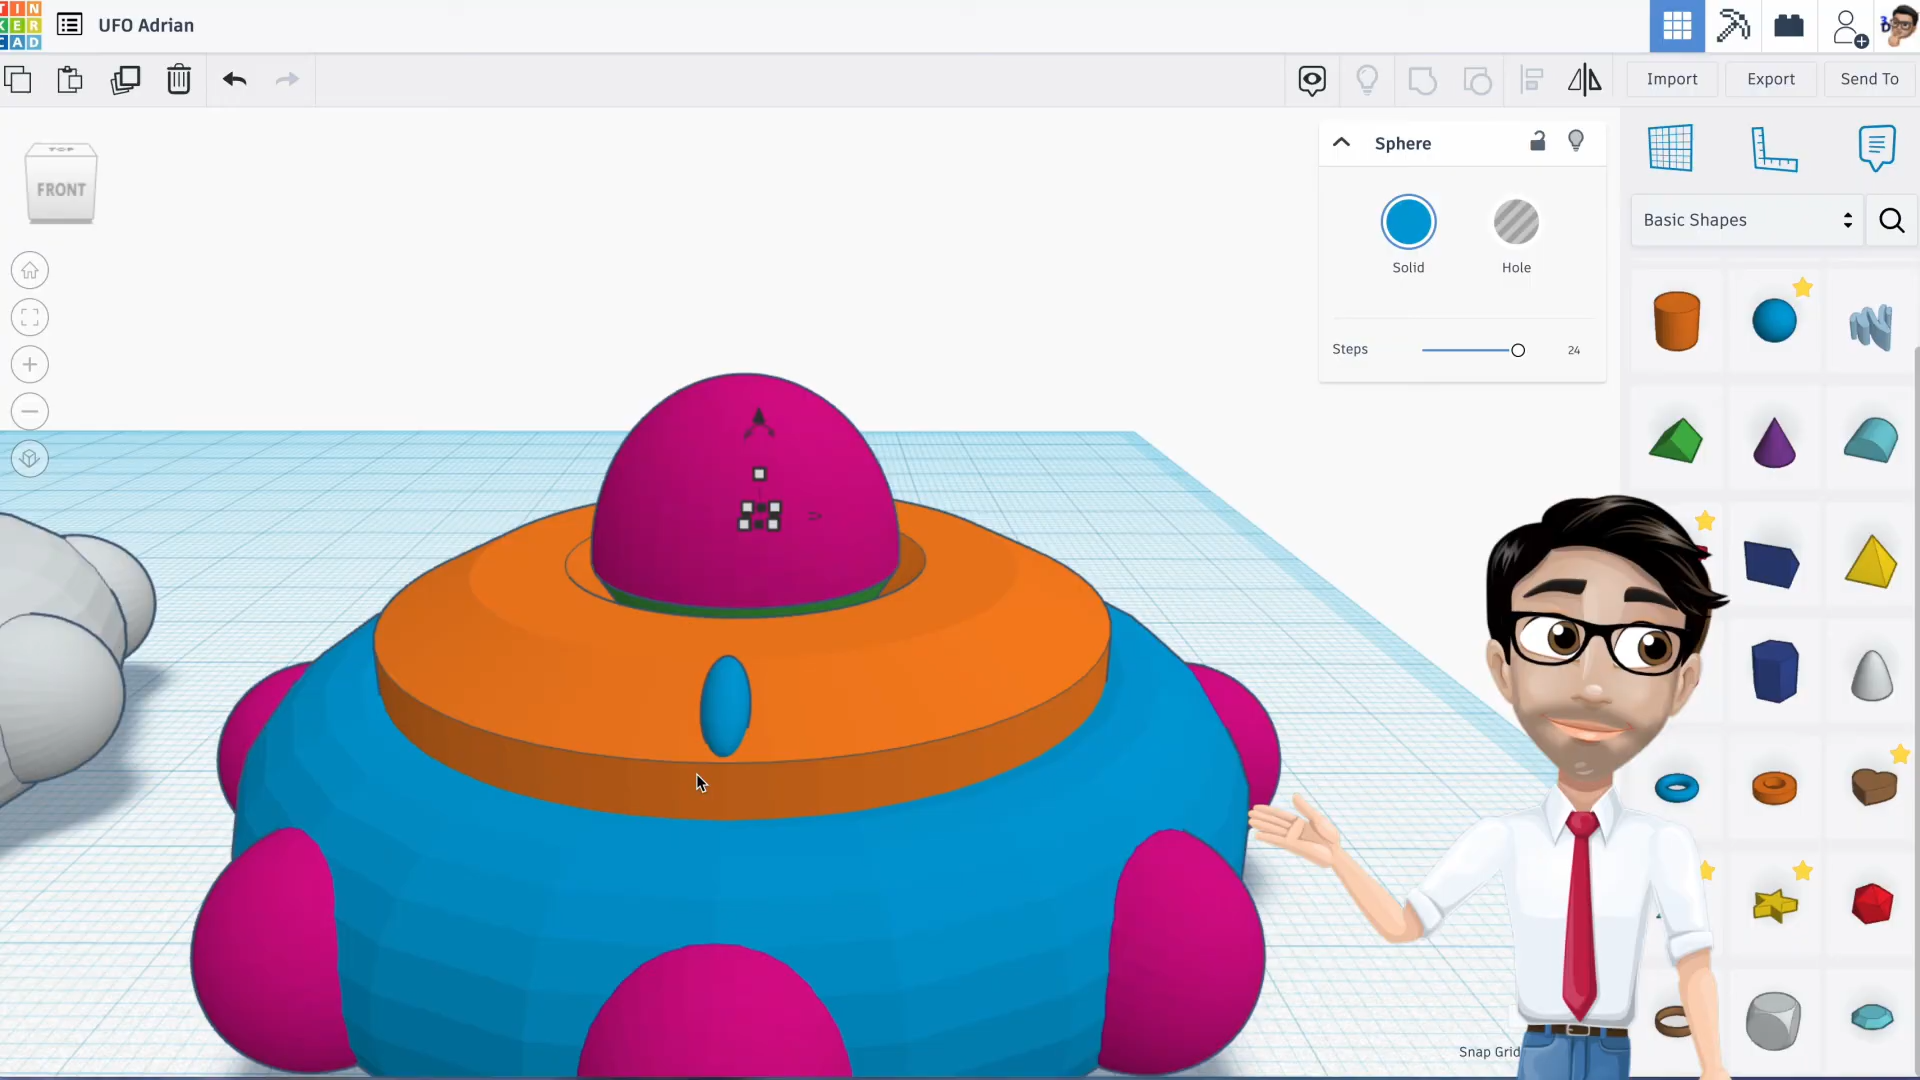 TIN
KER
CAD
UFO Adrian
Import
Export
Send To
TOP
FRONT
Sphere
Solid
Hole
Steps
24
Basic Shapes
Snap Grid